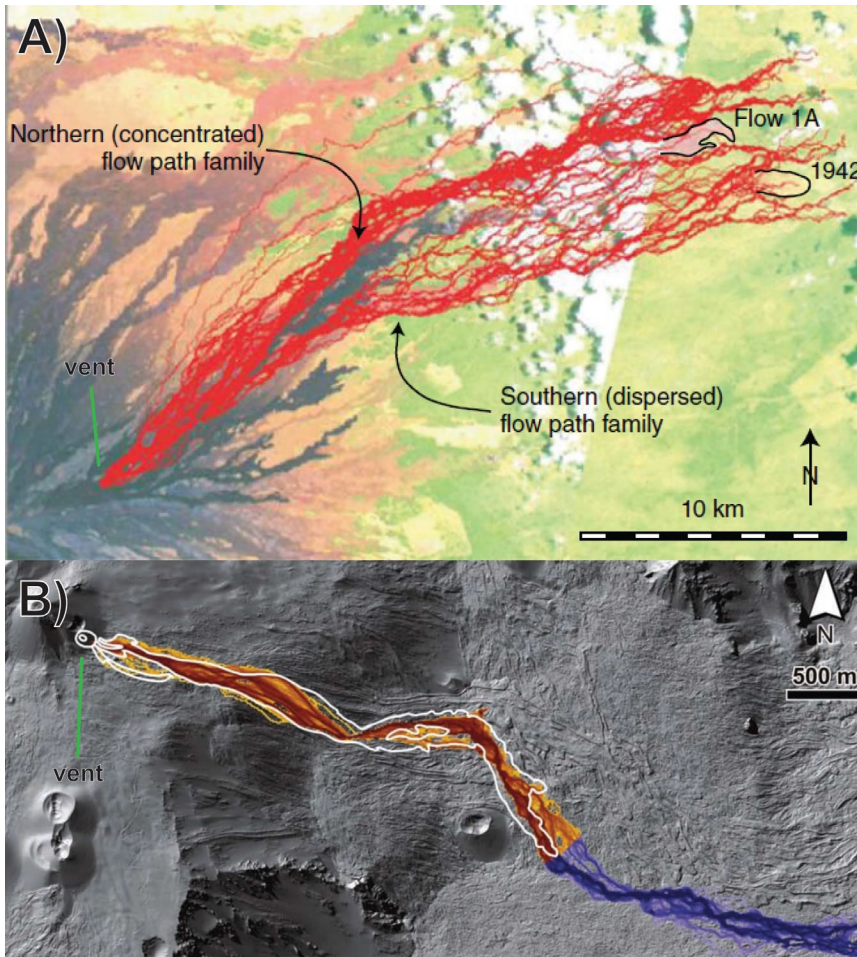 A)
Northern (concentrated)
flow path family
Flow 1A
1942
vent
Southern (dispersed)
flow path family
N
10 km
B)
N
500 m
vent